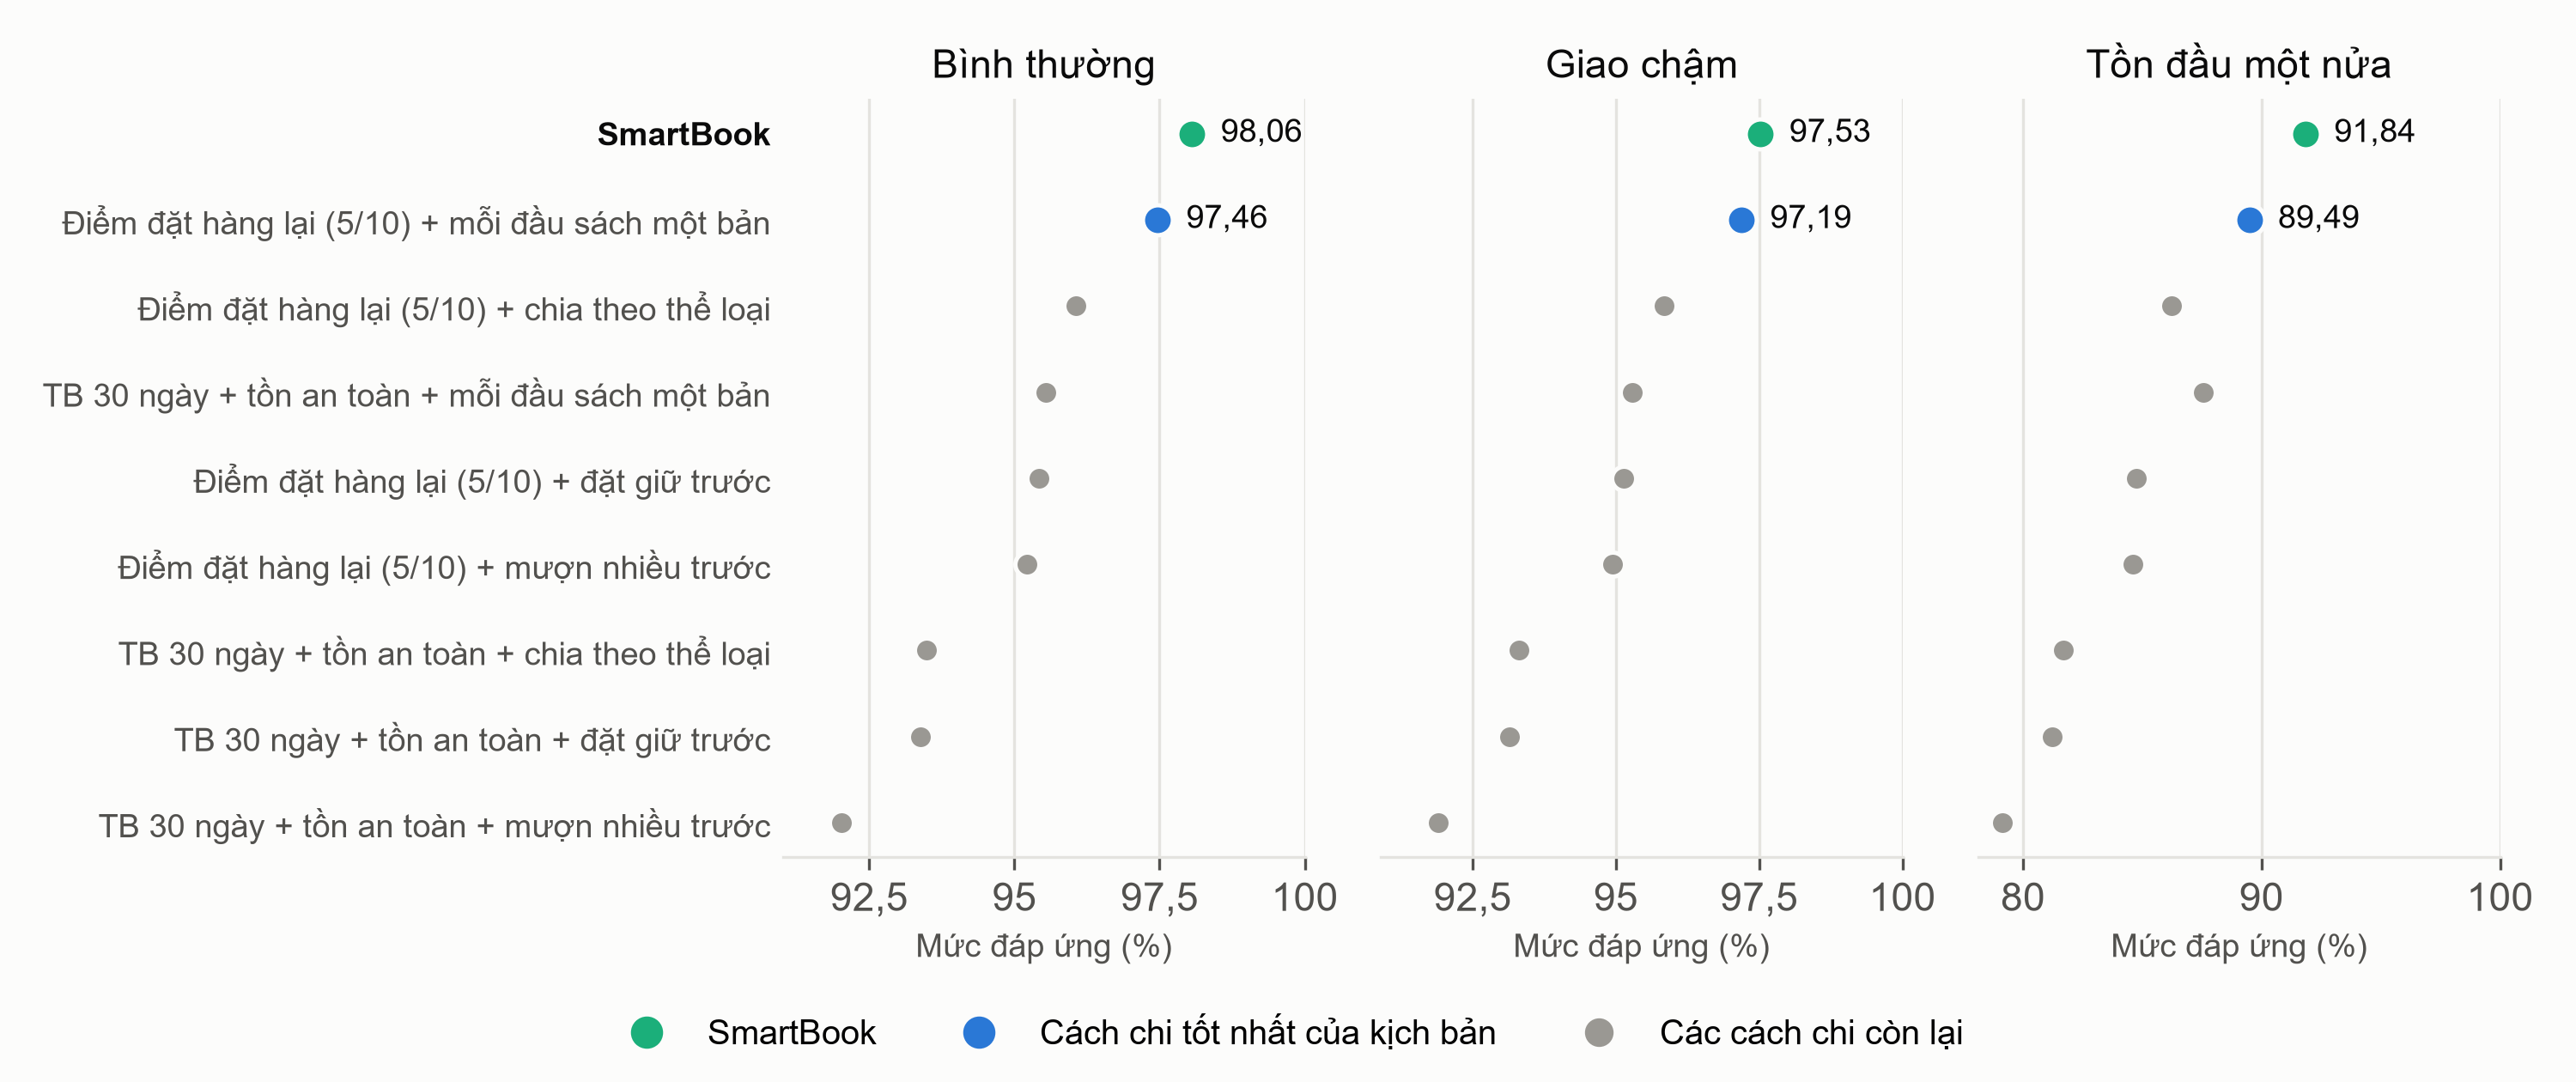 Bình thường
Giao chậm
Tồn đầu một nửa
SmartBook
98,06
97,53
91,84
Điểm đặt hàng lại (5/10) + mỗi đầu sách một bản
97,46
97,19
89,49
Điểm đặt hàng lại (5/10) + chia theo thể loại
TB 30 ngày + tồn an toàn + mỗi đầu sách một bản
Điểm đặt hàng lại (5/10) + đặt giữ trước
Điểm đặt hàng lại (5/10) + mượn nhiều trước
TB 30 ngày + tồn an toàn + chia theo thể loại
TB 30 ngày + tồn an toàn + đặt giữ trước
TB 30 ngày + tồn an toàn + mượn nhiều trước
92,5 95 97,5 100
92,5 95 97,5 100
80 90 100
Mức đáp ứng (%)
Mức đáp ứng (%)
Mức đáp ứng (%)
SmartBook
Cách chi tốt nhất của kịch bản
Các cách chi còn lại